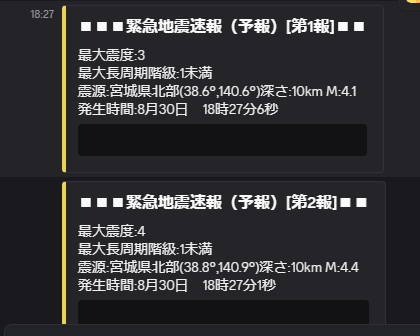 18:27
■ ■ ■緊急地震速報（予報）[第1報]■ ■
最大震度:3
最大長周期階級:1未満
震源:宮城県北部(38.6°,140.6°)深さ:10km M:4.1
発生時間:8月30日　18時27分6秒
■ ■ ■緊急地震速報（予報）[第2報]■ ■
最大震度:4
最大長周期階級:1未満
震源:宮城県北部(38.8°,140.9°)深さ:10km M:4.4
発生時間:8月30日　18時27分1秒